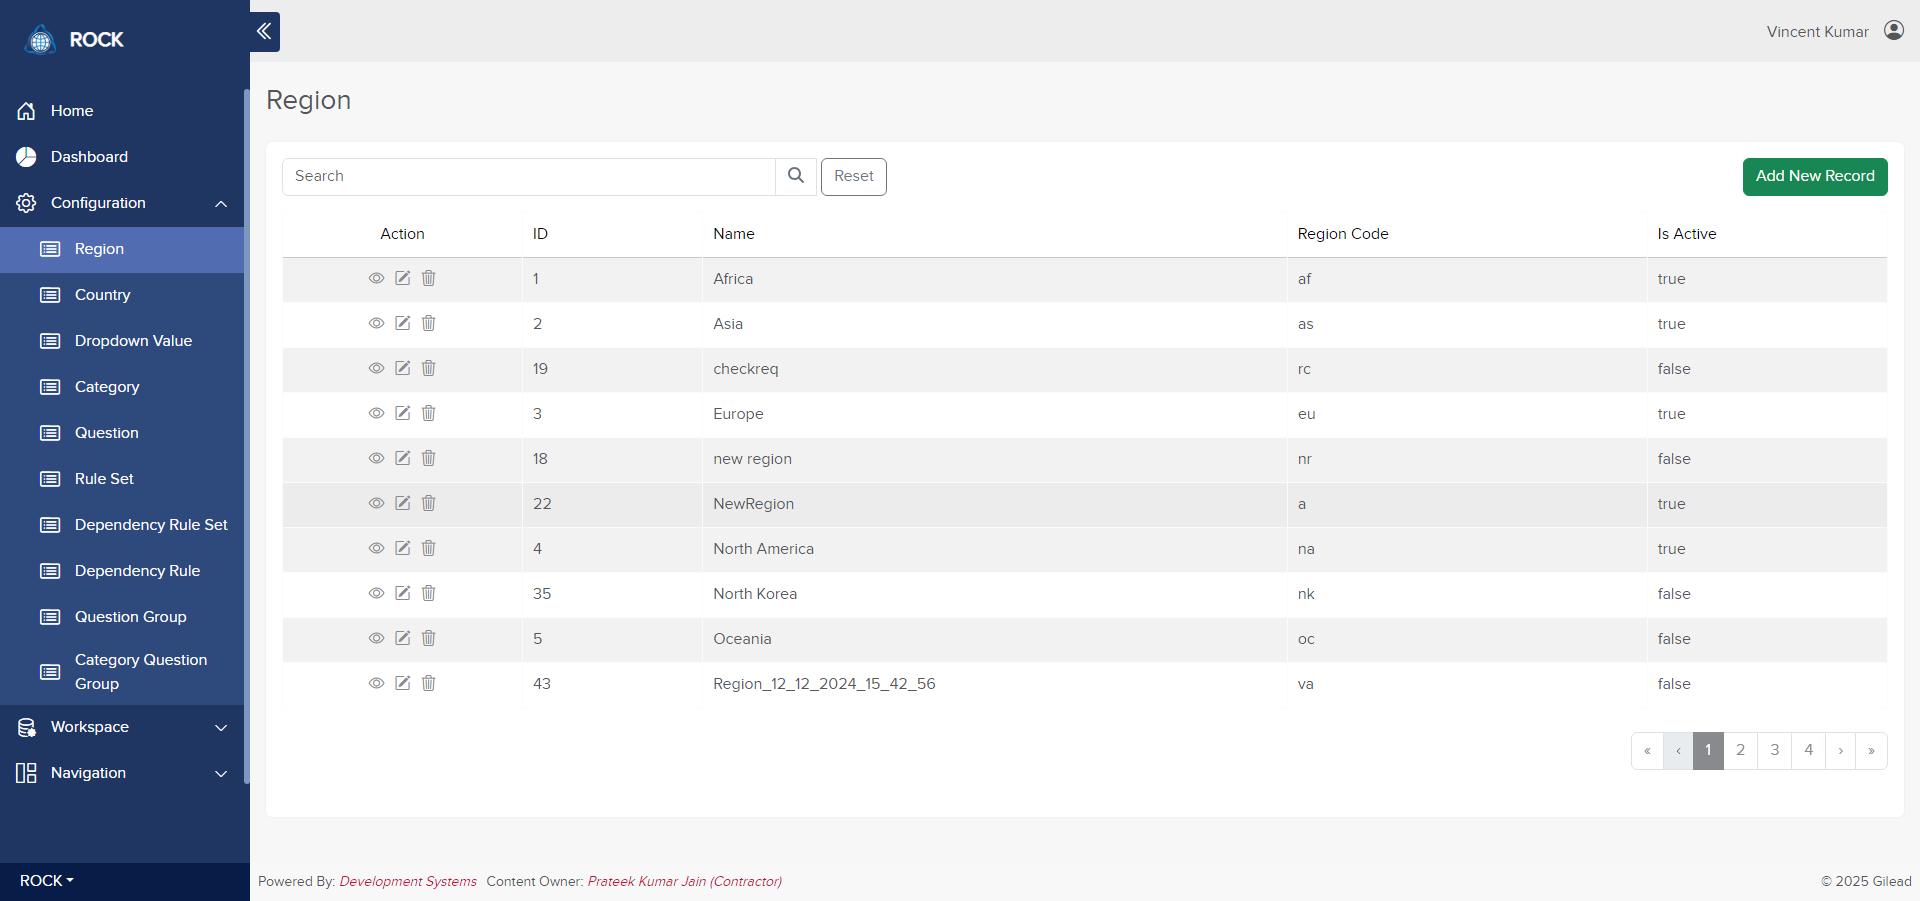 ROCK
Vincent Kumar
Home
Dashboard
Configuration
Region
Country
Dropdown Value
Category
Question
Rule Set
Dependency Rule Set
Dependency Rule
Question Group
Category Question
Group
Workspace
Navigation
ROCK
Region
Search
Reset
Add New Record
Action ID Name Region Code Is Active
1 Africa af true
2 Asia as true
19 checkreq rc false
3 Europe eu true
18 new region nr false
22 NewRegion a true
4 North America na true
35 North Korea nk false
5 Oceania oc false
43 Region_12_12_2024_15_42_56 va false
« ‹ 1 2 3 4 › »
Powered By: Development Systems Content Owner: Prateek Kumar Jain (Contractor)
© 2025 Gilead